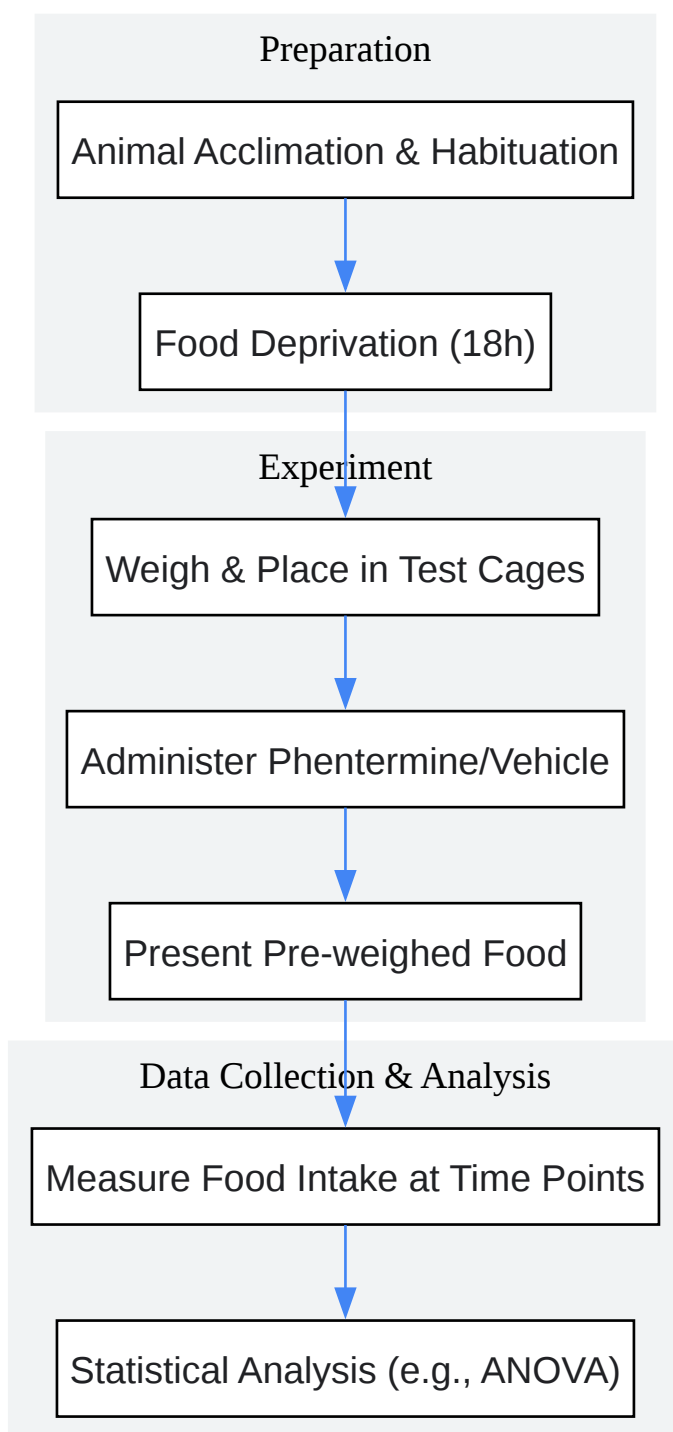 Preparation
Animal Acclimation & Habituation
Food Deprivation (18h)
Experiment
Weigh & Place in Test Cages
Administer Phentermine/Vehicle
Present Pre-weighed Food
Data Collection & Analysis
Measure Food Intake at Time Points
Statistical Analysis (e.g., ANOVA)